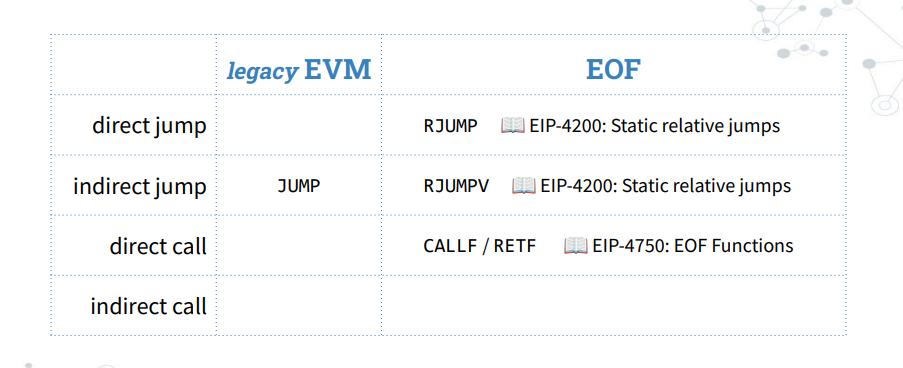 legacy EVM EOF
direct jump RJUMP 📖 EIP-4200: Static relative jumps
indirect jump JUMP RJUMPV 📖 EIP-4200: Static relative jumps
direct call CALLF / RETF 📖 EIP-4750: EOF Functions
indirect call